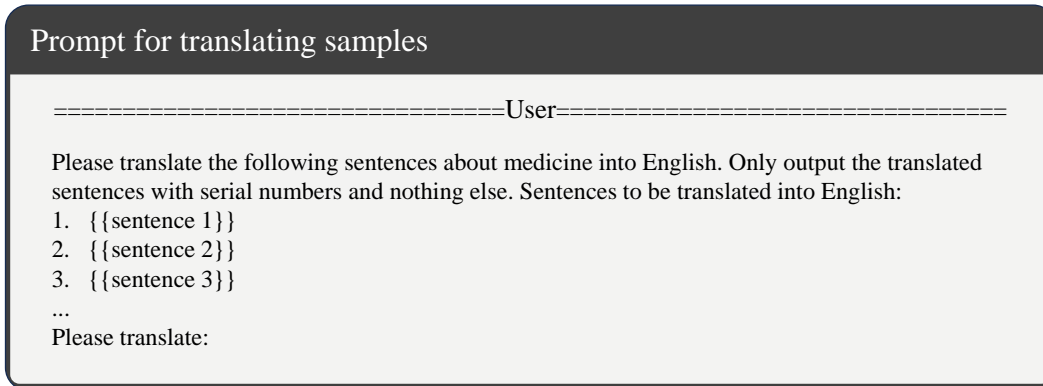 Prompt for translating samples
=================================User=================================
Please translate the following sentences about medicine into English. Only output the translated
sentences with serial numbers and nothing else. Sentences to be translated into English:
1. {{sentence 1}}
2. {{sentence 2}}
3. {{sentence 3}}
...
Please translate: